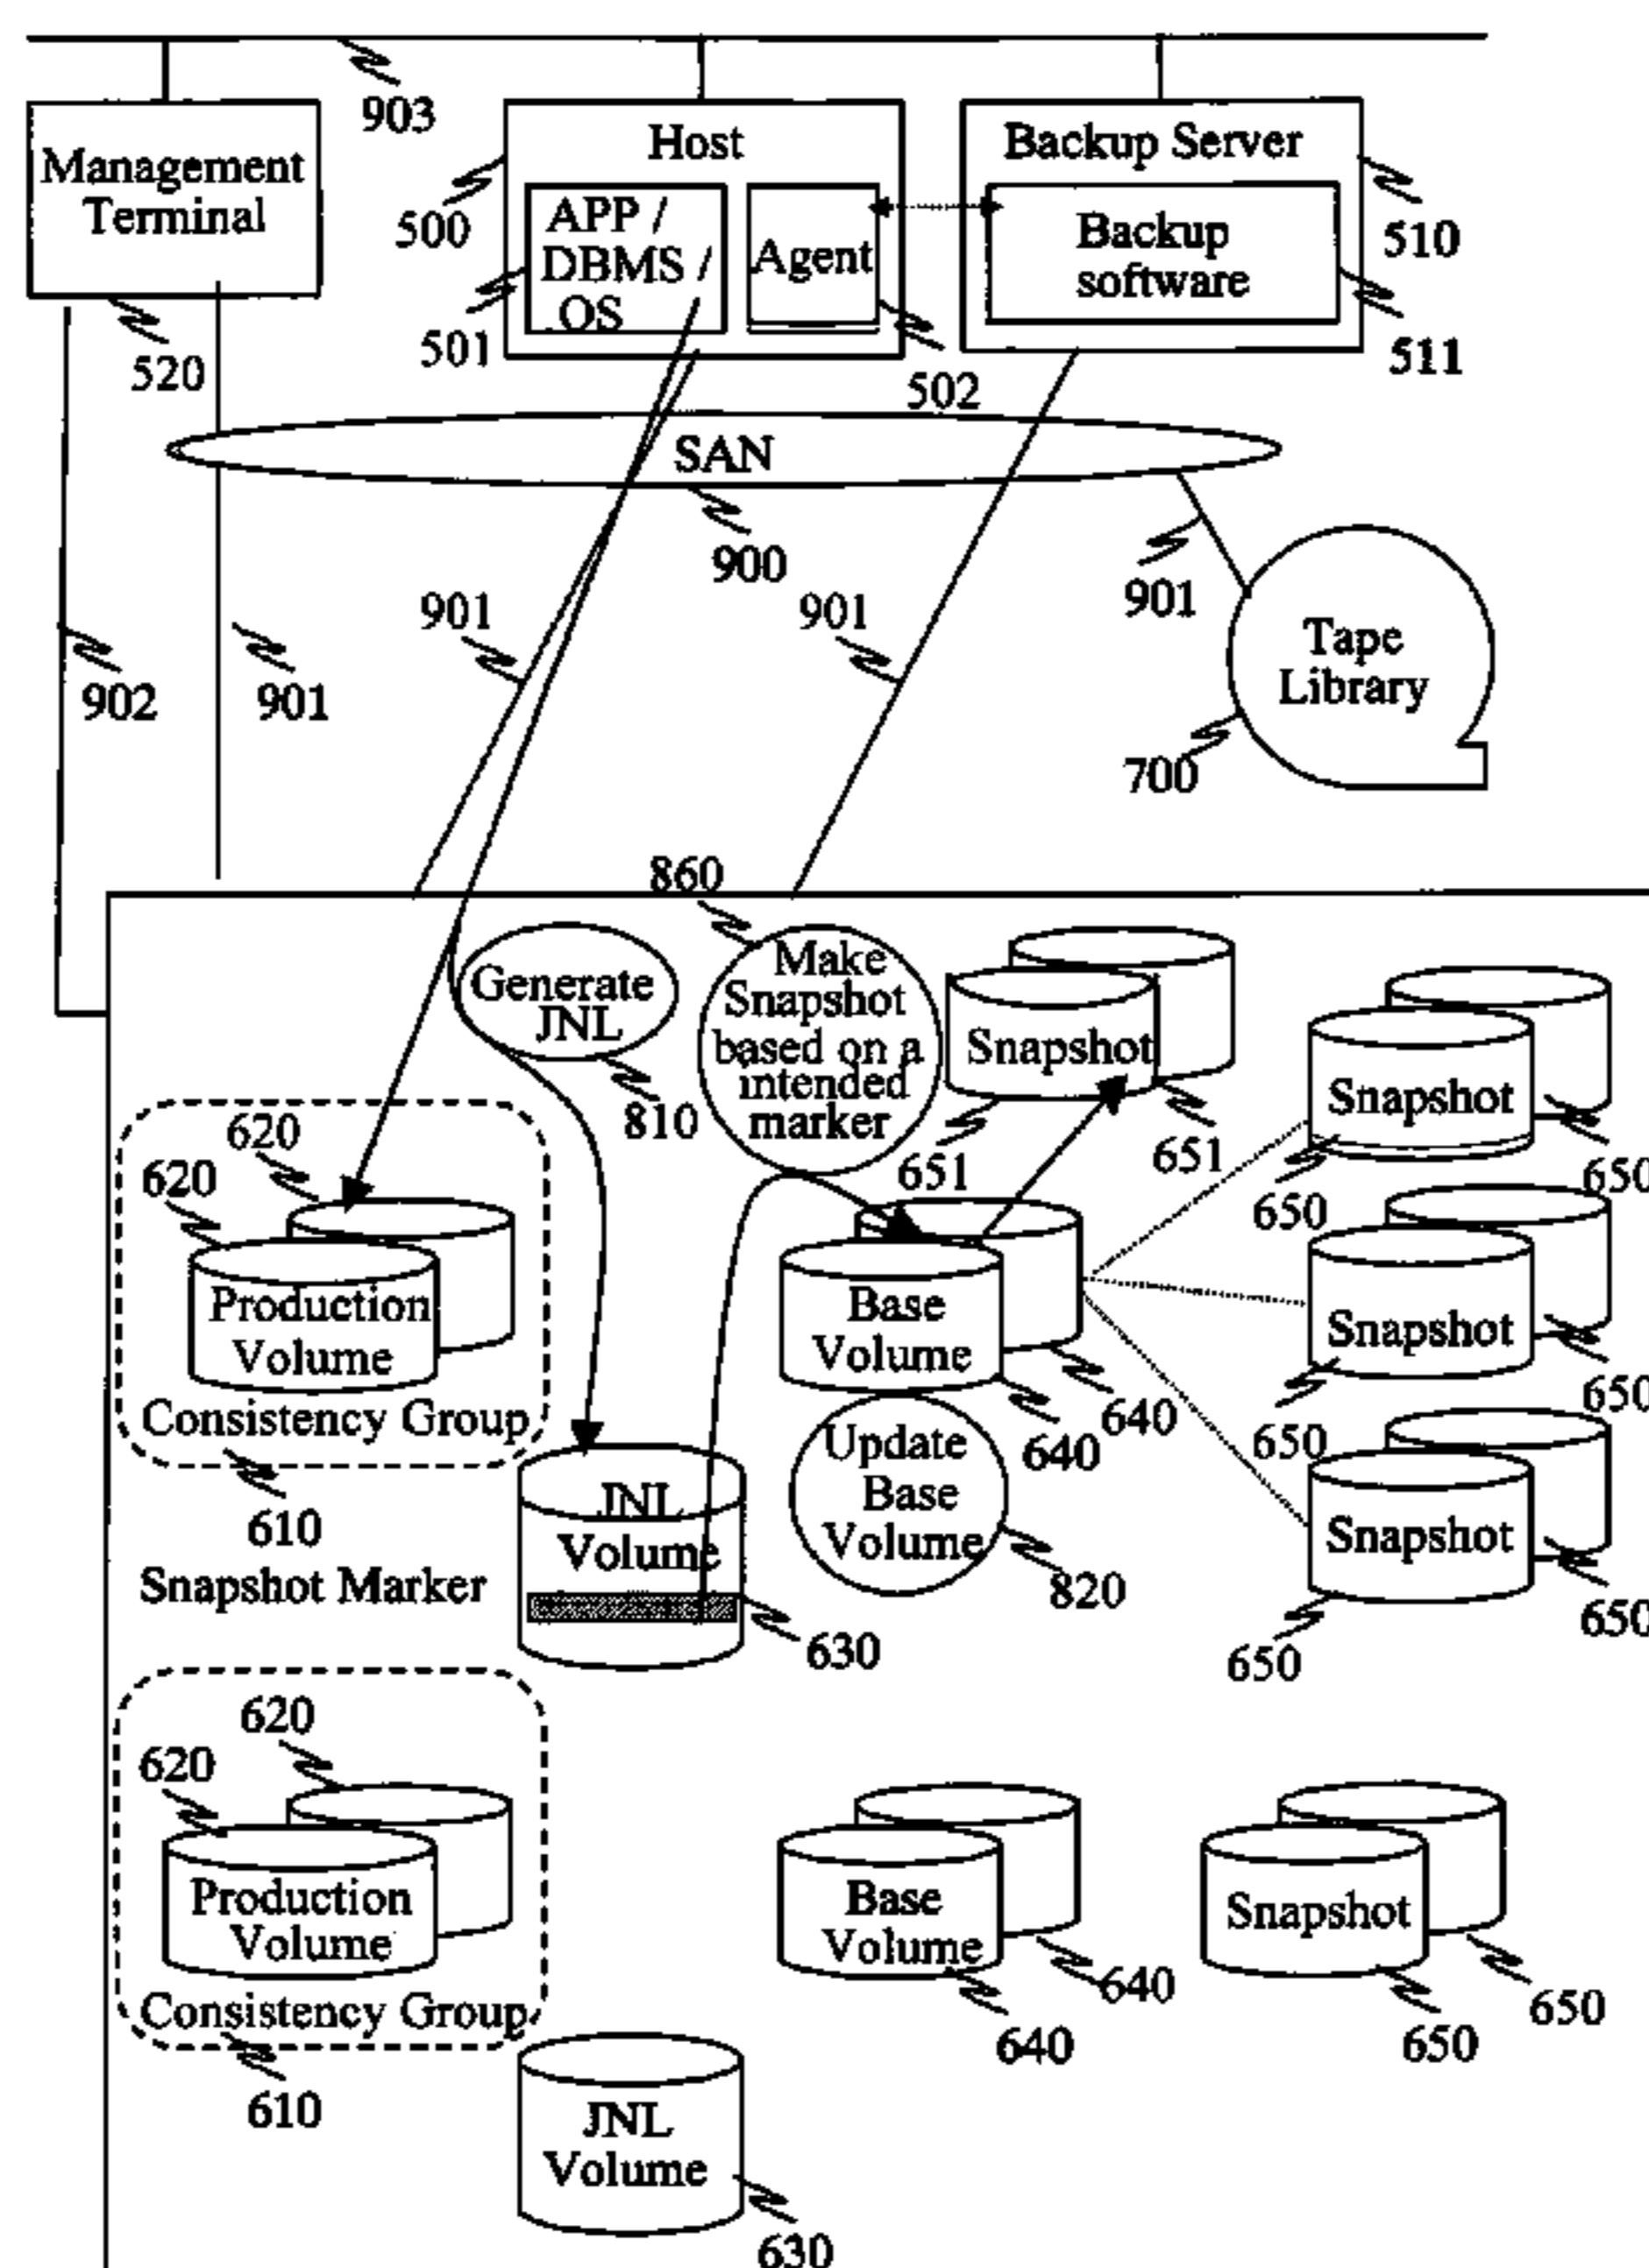 903
Management
Terminal
520
Host
500
APP /
DBMS /
OS
501
Agent
502
Backup Server
510
Backup
software
511
SAN
900
901
901
901
902
901
Tape
Library
700
860
Generate
JNL
810
Make
Snapshot
based on a
intended
marker
Snapshot
651
651
Snapshot
650
650
620
620
Production
Volume
Consistency Group
610
Base
Volume
640
640
Snapshot
650
650
Update
Base
Volume
820
JNL
Volume
630
Snapshot Marker
Snapshot
650
650
620
620
Production
Volume
Consistency Group
610
Base
Volume
640
640
Snapshot
650
650
JNL
Volume
630